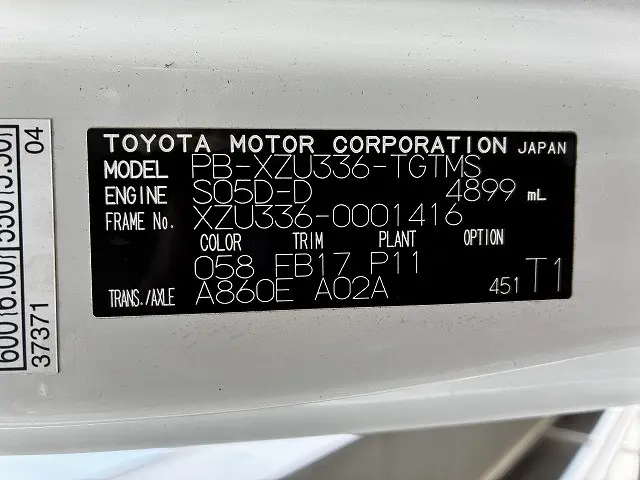 TOYOTA MOTOR CORPORATION JAPAN
MODEL PB-XZU336-TGTMS
ENGINE S05D-D 4899 mL
FRAME No. XZU336-0001416
COLOR TRIM PLANT OPTION
058 FB17 P11
TRANS./AXLE A860E A02A 451 T1
04
37371